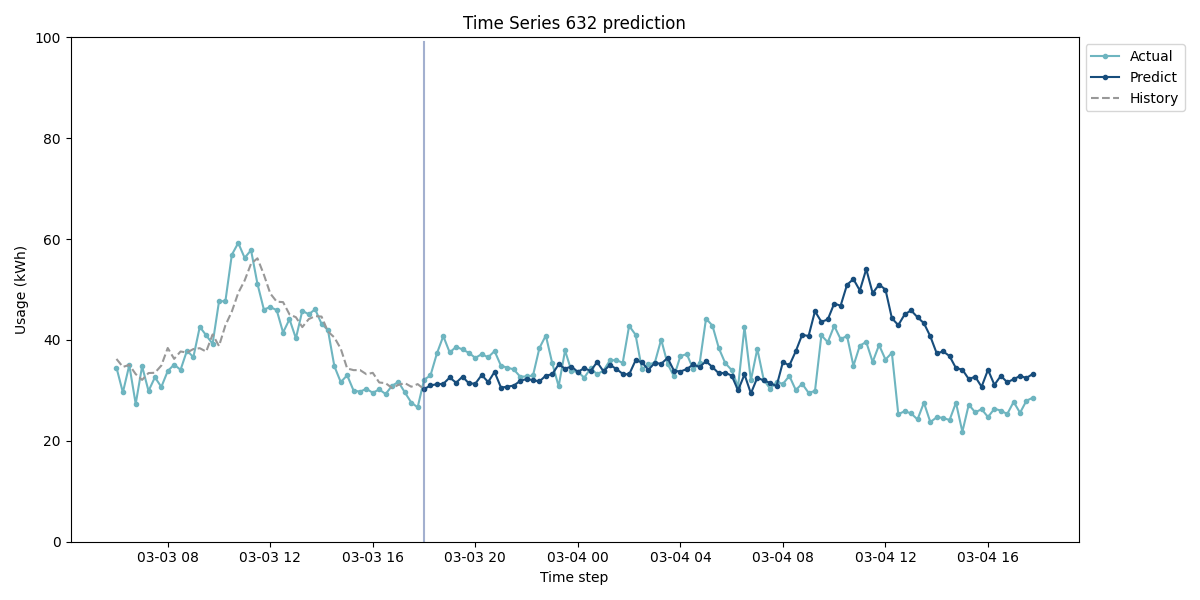 Time Series 632 prediction
100
80
60
40
20
0
Usage (kWh)
03-03 08
03-03 12
03-03 16
03-03 20
03-04 00
03-04 04
03-04 08
03-04 12
03-04 16
Time step
Actual
Predict
History